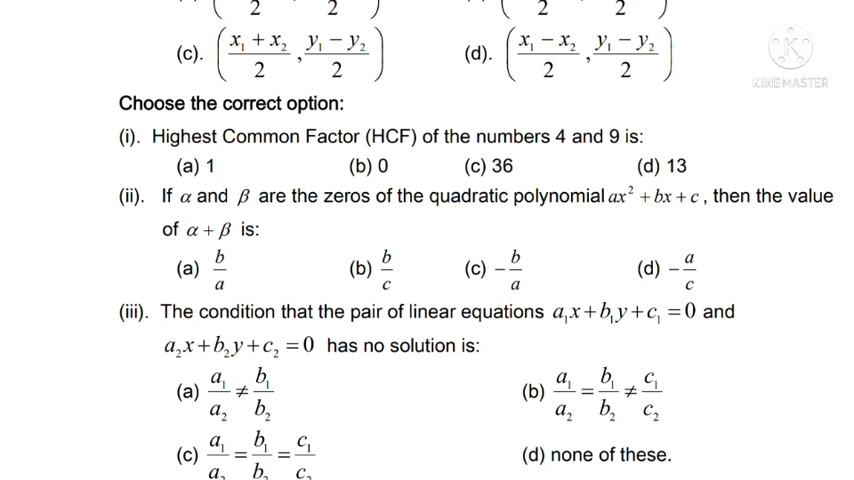 2 2 2 2
(c). ((x₁ + x₂)/2, (y₁ − y₂)/2) (d). ((x₁ − x₂)/2, (y₁ − y₂)/2)
KINEMASTER
Choose the correct option:
(i). Highest Common Factor (HCF) of the numbers 4 and 9 is:
(a) 1 (b) 0 (c) 36 (d) 13
(ii). If α and β are the zeros of the quadratic polynomial ax² + bx + c , then the value
of α + β is:
(a) b/a (b) b/c (c) −b/a (d) −a/c
(iii). The condition that the pair of linear equations a₁x + b₁y + c₁ = 0 and
a₂x + b₂y + c₂ = 0 has no solution is:
(a) a₁/a₂ ≠ b₁/b₂ (b) a₁/a₂ = b₁/b₂ ≠ c₁/c₂
(c) a₁/a₂ = b₁/b₂ = c₁/c₂ (d) none of these.